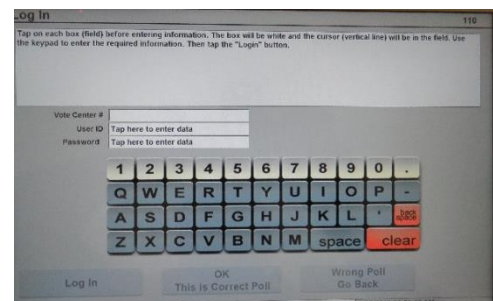 Log In
110
Tap on each box (field) before entering information. The box will be white and the cursor (vertical line) will be in the field. Use
the keypad to enter the required information. Then tap the "Login" button.
Vote Center #
User ID Tap here to enter data
Password Tap here to enter data
1 2 3 4 5 6 7 8 9 0 .
Q W E R T Y U I O P -
A S D F G H J K L ' back space
Z X C V B N M space clear
Log In
OK
This is Correct Poll
Wrong Poll
Go Back